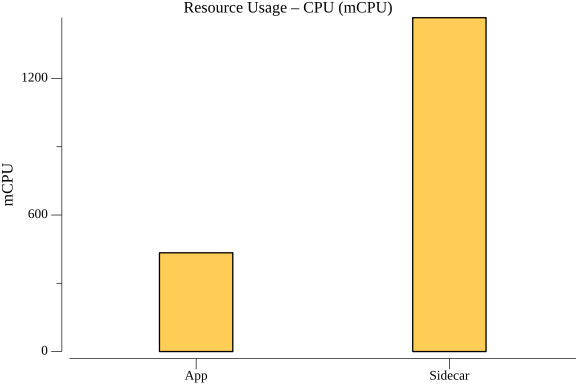 Resource Usage – CPU (mCPU)
mCPU
1200
600
0
App Sidecar